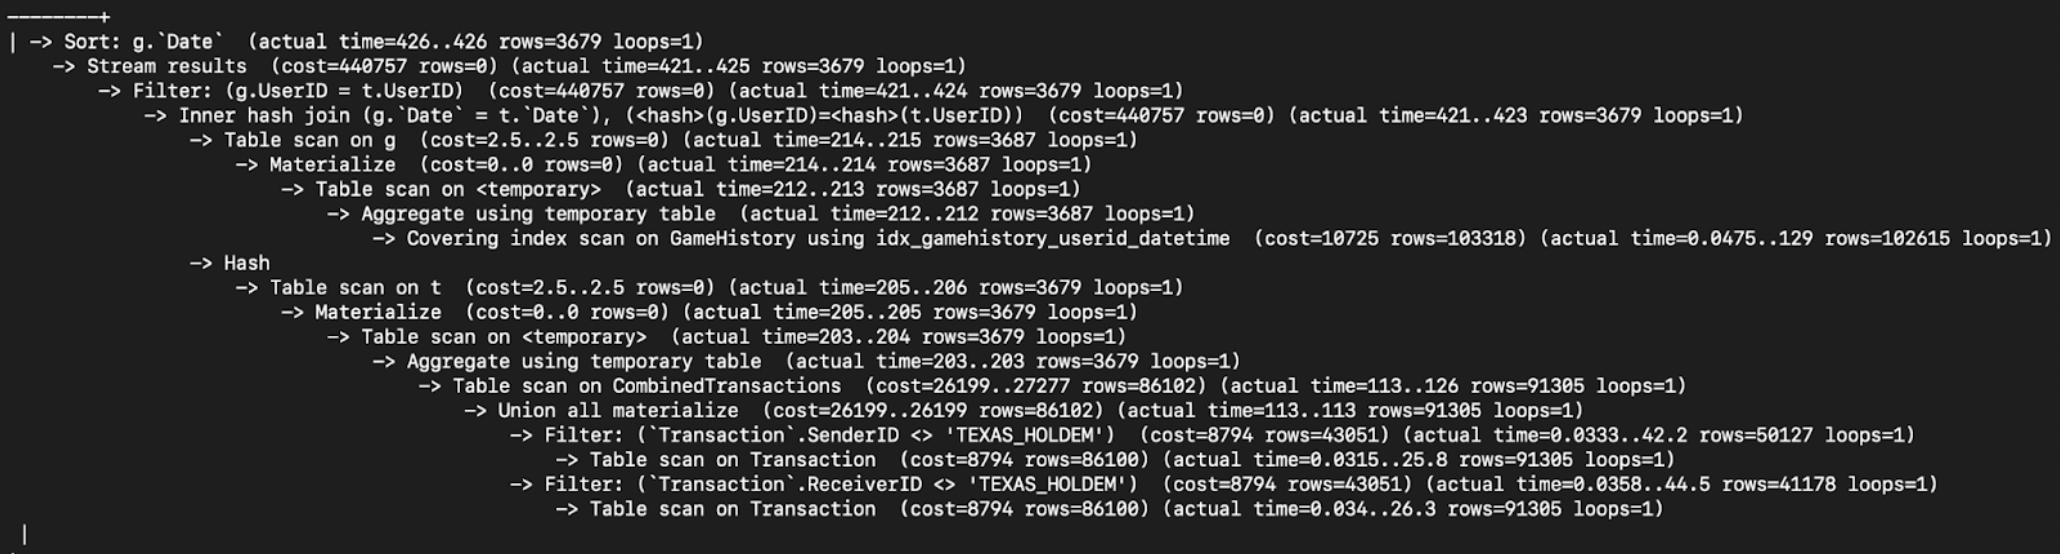 --------+
| -> Sort: g.`Date`  (actual time=426..426 rows=3679 loops=1)
    -> Stream results  (cost=440757 rows=0) (actual time=421..425 rows=3679 loops=1)
        -> Filter: (g.UserID = t.UserID)  (cost=440757 rows=0) (actual time=421..424 rows=3679 loops=1)
            -> Inner hash join (g.`Date` = t.`Date`), (<hash>(g.UserID)=<hash>(t.UserID))  (cost=440757 rows=0) (actual time=421..423 rows=3679 loops=1)
                -> Table scan on g  (cost=2.5..2.5 rows=0) (actual time=214..215 rows=3687 loops=1)
                    -> Materialize  (cost=0..0 rows=0) (actual time=214..214 rows=3687 loops=1)
                        -> Table scan on <temporary>  (actual time=212..213 rows=3687 loops=1)
                            -> Aggregate using temporary table  (actual time=212..212 rows=3687 loops=1)
                                -> Covering index scan on GameHistory using idx_gamehistory_userid_datetime  (cost=10725 rows=103318) (actual time=0.0475..129 rows=102615 loops=1)
                -> Hash
                    -> Table scan on t  (cost=2.5..2.5 rows=0) (actual time=205..206 rows=3679 loops=1)
                        -> Materialize  (cost=0..0 rows=0) (actual time=205..205 rows=3679 loops=1)
                            -> Table scan on <temporary>  (actual time=203..204 rows=3679 loops=1)
                                -> Aggregate using temporary table  (actual time=203..203 rows=3679 loops=1)
                                    -> Table scan on CombinedTransactions  (cost=26199..27277 rows=86102) (actual time=113..126 rows=91305 loops=1)
                                        -> Union all materialize  (cost=26199..26199 rows=86102) (actual time=113..113 rows=91305 loops=1)
                                            -> Filter: (`Transaction`.SenderID <> 'TEXAS_HOLDEM')  (cost=8794 rows=43051) (actual time=0.0333..42.2 rows=50127 loops=1)
                                                -> Table scan on Transaction  (cost=8794 rows=86100) (actual time=0.0315..25.8 rows=91305 loops=1)
                                            -> Filter: (`Transaction`.ReceiverID <> 'TEXAS_HOLDEM')  (cost=8794 rows=43051) (actual time=0.0358..44.5 rows=41178 loops=1)
                                                -> Table scan on Transaction  (cost=8794 rows=86100) (actual time=0.034..26.3 rows=91305 loops=1)
 |